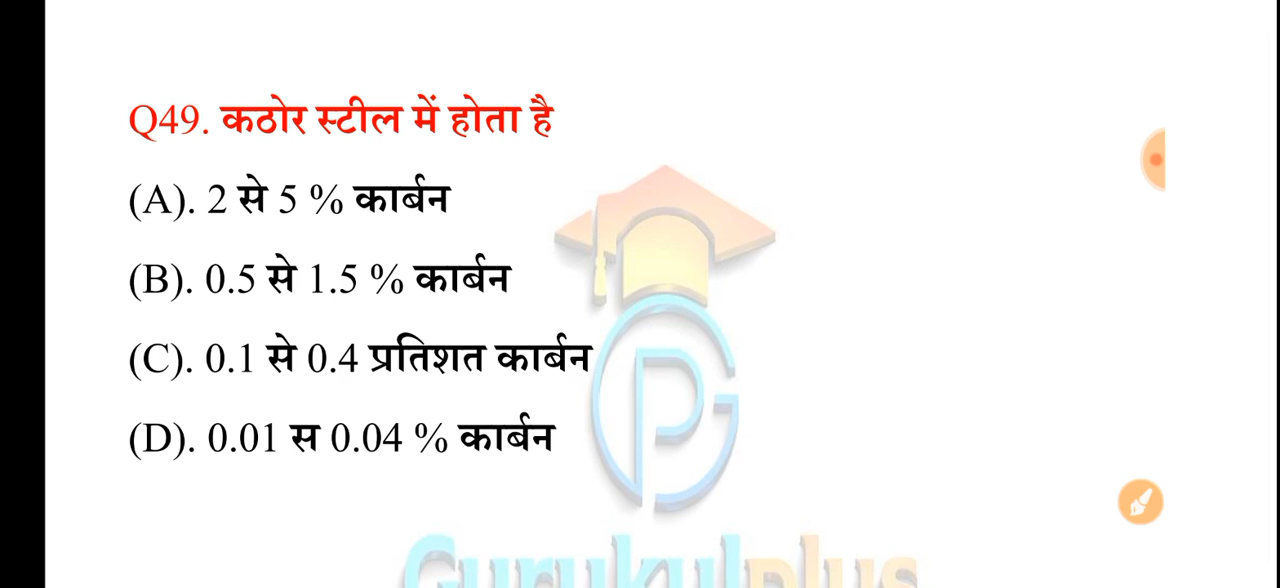 Q49. कठोर स्टील में होता है
(A). 2 से 5 % कार्बन
(B). 0.5 से 1.5 % कार्बन
(C). 0.1 से 0.4 प्रतिशत कार्बन
(D). 0.01 स 0.04 % कार्बन
Gurukulplus